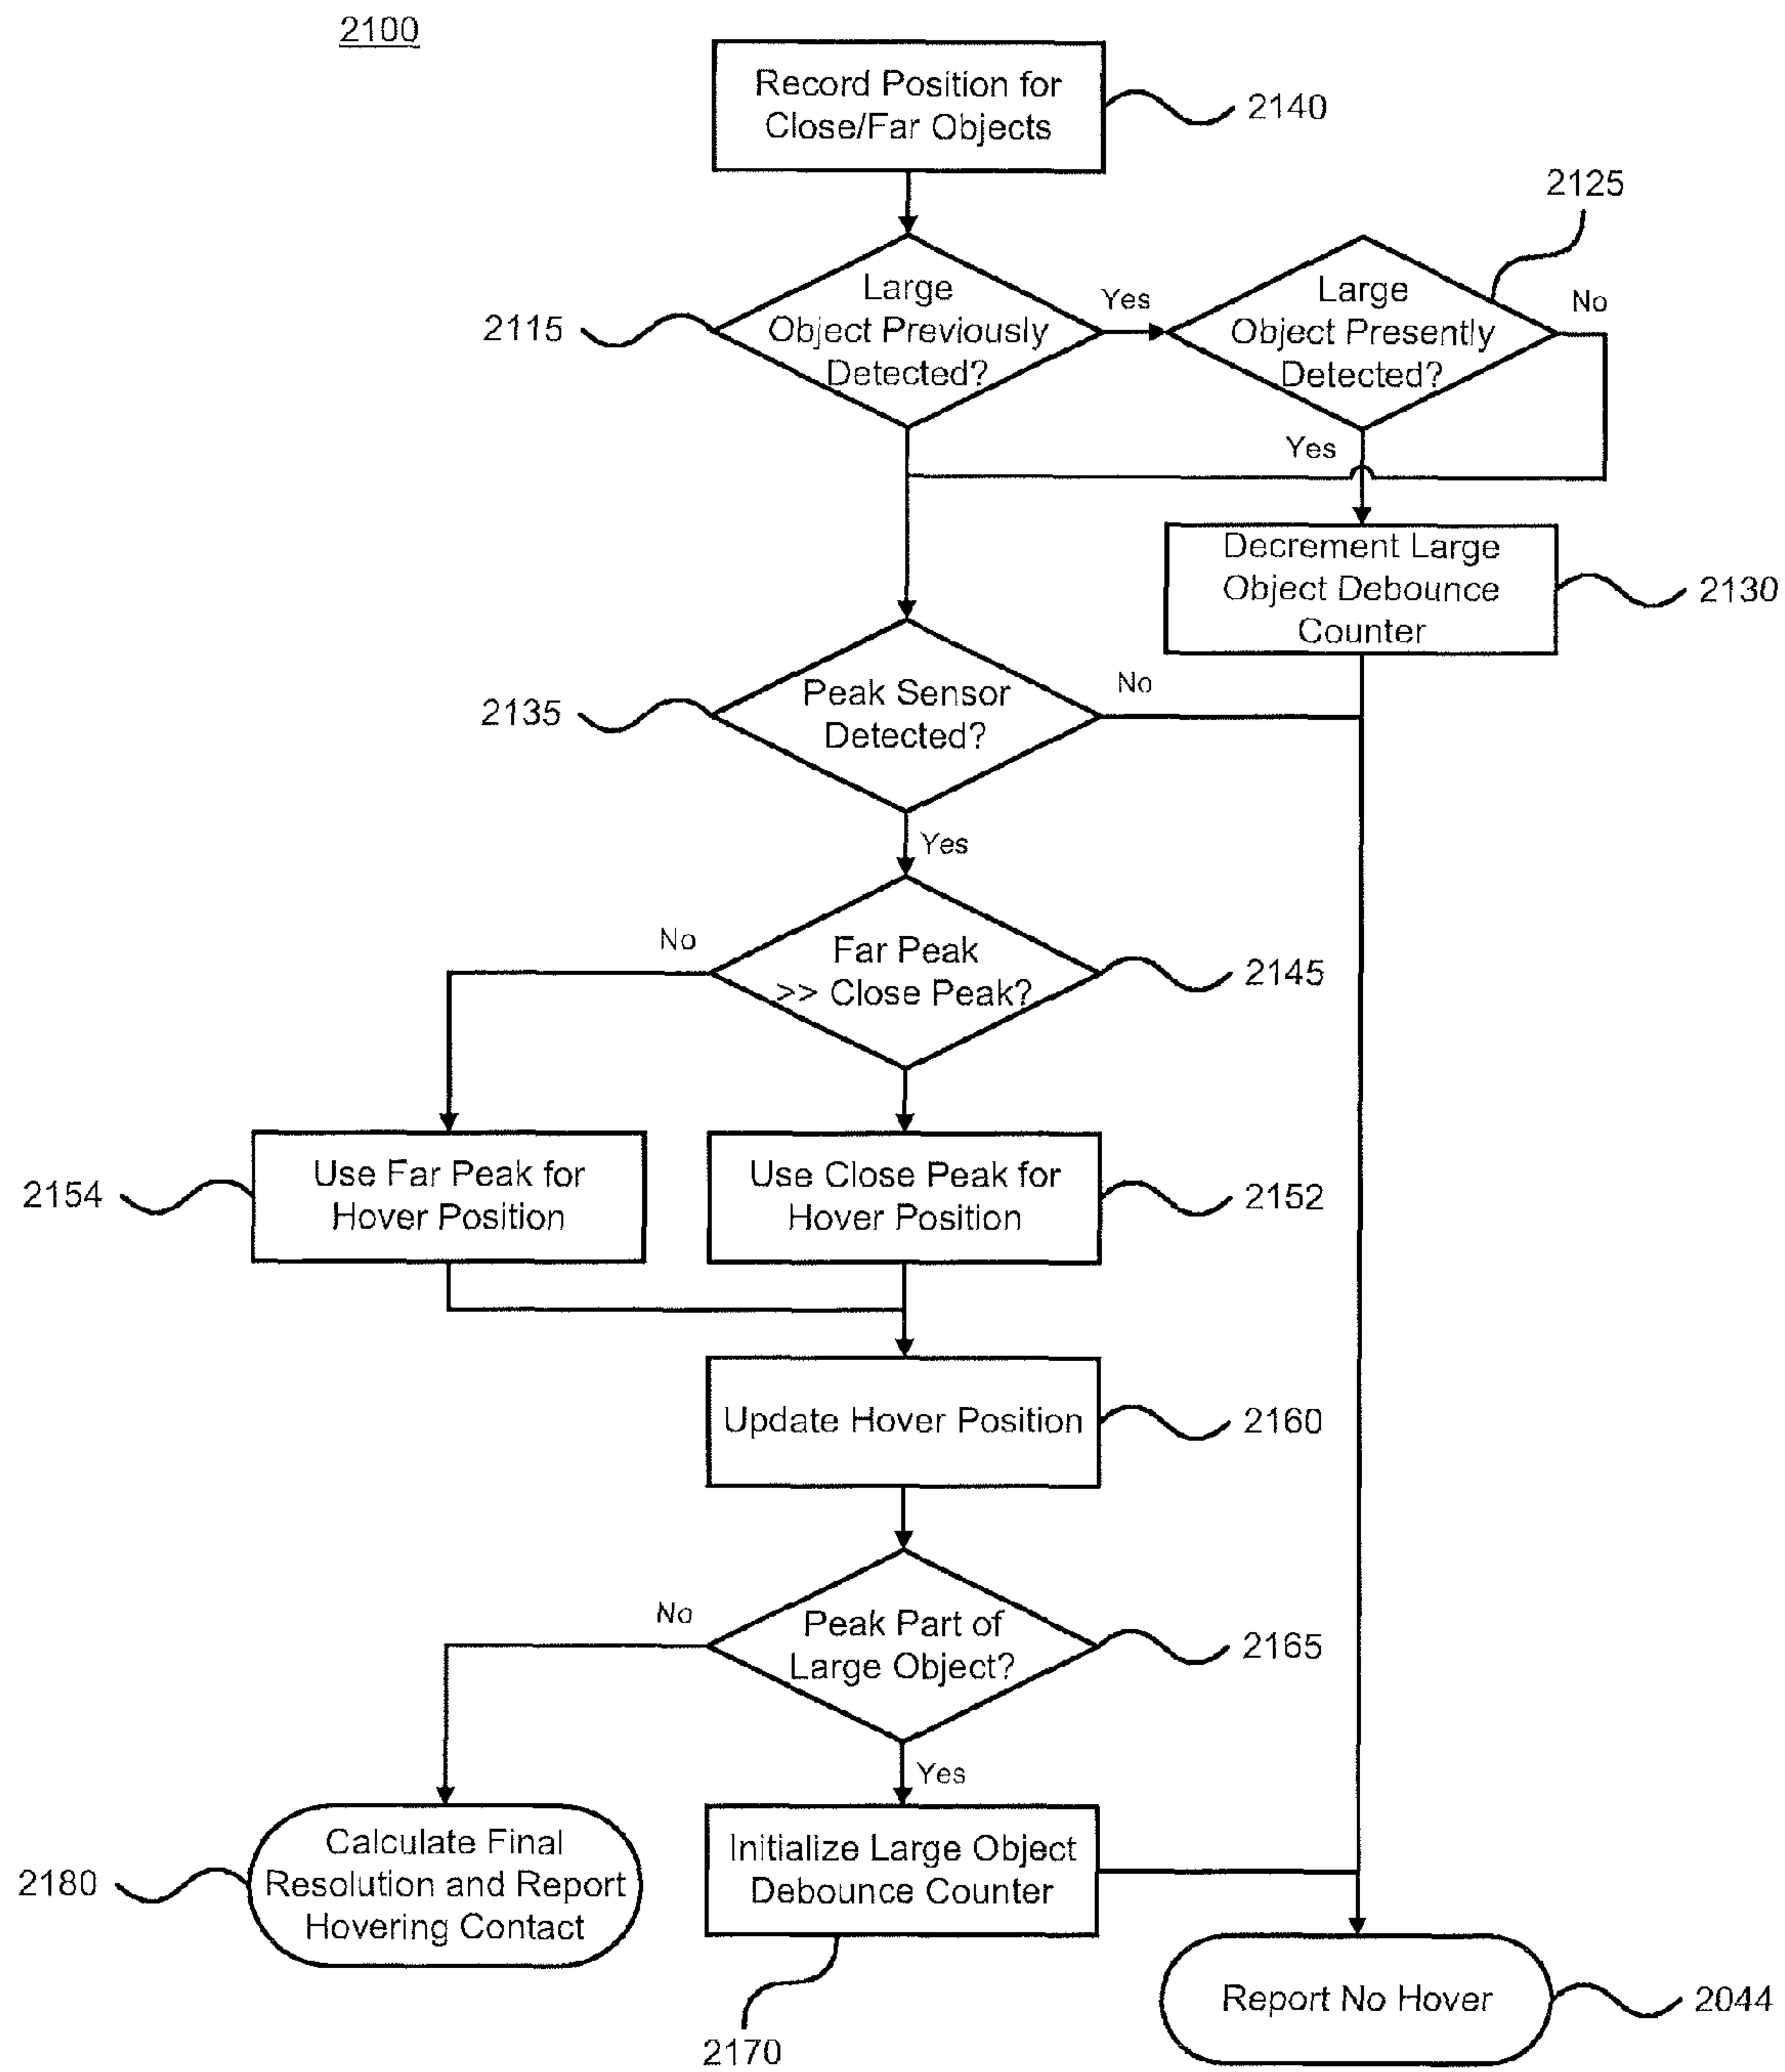 2100
Record Position for
Close/Far Objects
2140
2125
Large
Object Previously
Detected?
2115
Yes
Large
Object Presently
Detected?
No
Yes
Decrement Large
Object Debounce
Counter
2130
Peak Sensor
Detected?
2135
No
Yes
Far Peak
>> Close Peak?
No
2145
Use Far Peak for
Hover Position
2154
Use Close Peak for
Hover Position
2152
Update Hover Position
2160
Peak Part of
Large Object?
No
2165
Yes
Calculate Final
Resolution and Report
Hovering Contact
2180
Initialize Large Object
Debounce Counter
2170
Report No Hover
2044